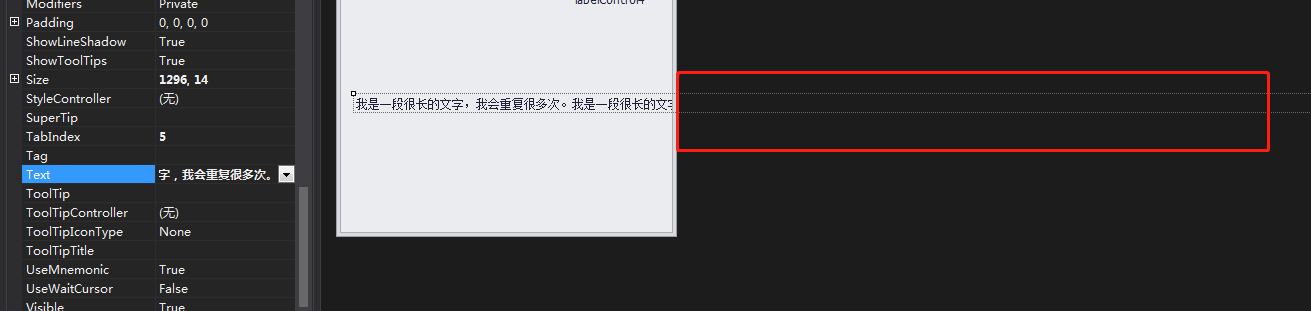 Modifiers Private
labelControl4
Padding 0, 0, 0, 0
ShowLineShadow True
ShowToolTips True
Size 1296, 14
StyleController (无)
我是一段很长的文字，我会重复很多次。我是一段很长的文字
SuperTip
TabIndex 5
Tag
Text 字，我会重复很多次。
ToolTip
ToolTipController (无)
ToolTipIconType None
ToolTipTitle
UseMnemonic True
UseWaitCursor False
Visible True